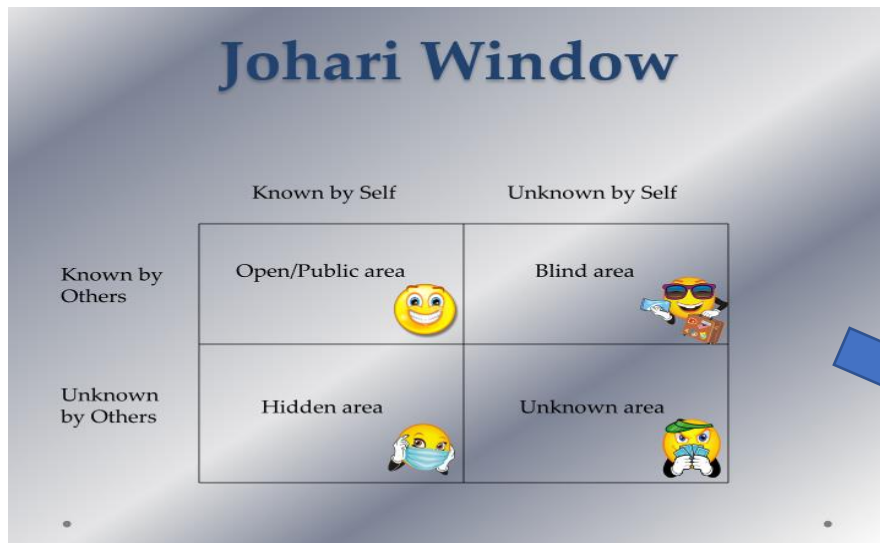 Johari Window
Known by Self
Unknown by Self
Known by
Others
Open/Public area
Blind area
Unknown
by Others
Hidden area
Unknown area